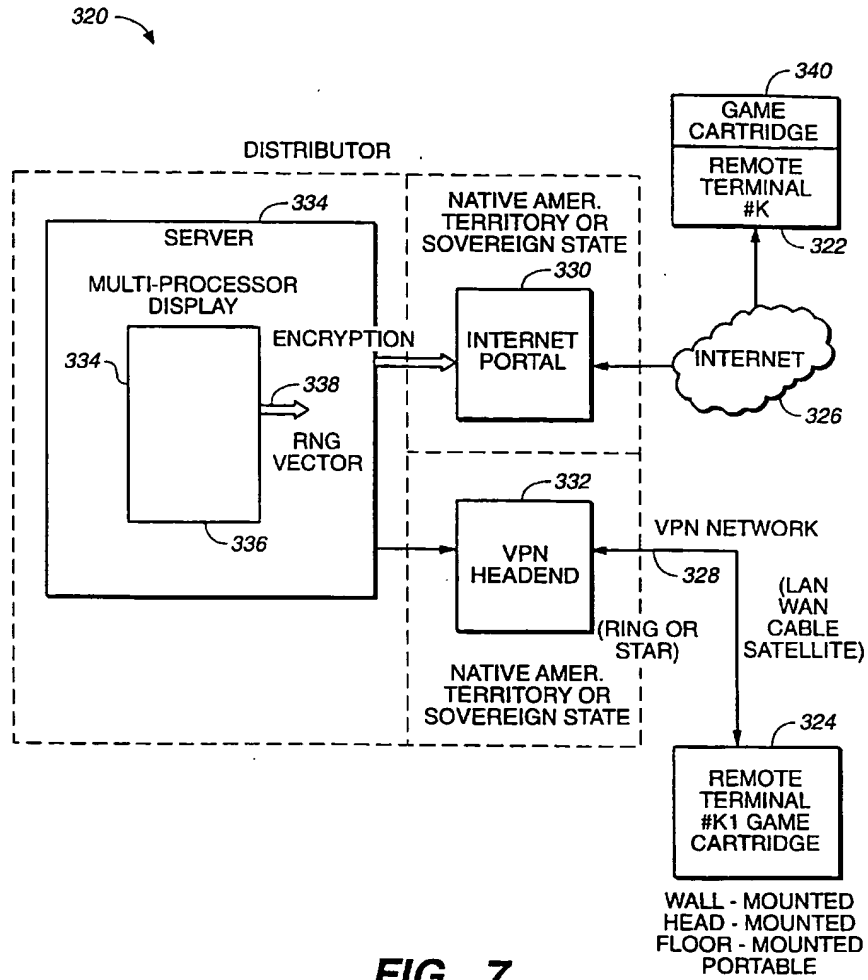 320
340
GAME
CARTRIDGE
REMOTE
TERMINAL
#K
322
DISTRIBUTOR
334
SERVER
MULTI-PROCESSOR
DISPLAY
334
338
RNG
VECTOR
336
ENCRYPTION
NATIVE AMER.
TERRITORY OR
SOVEREIGN STATE
330
INTERNET
PORTAL
INTERNET
326
332
VPN
HEADEND
VPN NETWORK
328
(RING OR
STAR)
(LAN
WAN
CABLE
SATELLITE)
NATIVE AMER.
TERRITORY OR
SOVEREIGN STATE
324
REMOTE
TERMINAL
#K1 GAME
CARTRIDGE
WALL - MOUNTED
HEAD - MOUNTED
FLOOR - MOUNTED
PORTABLE
FIG._7